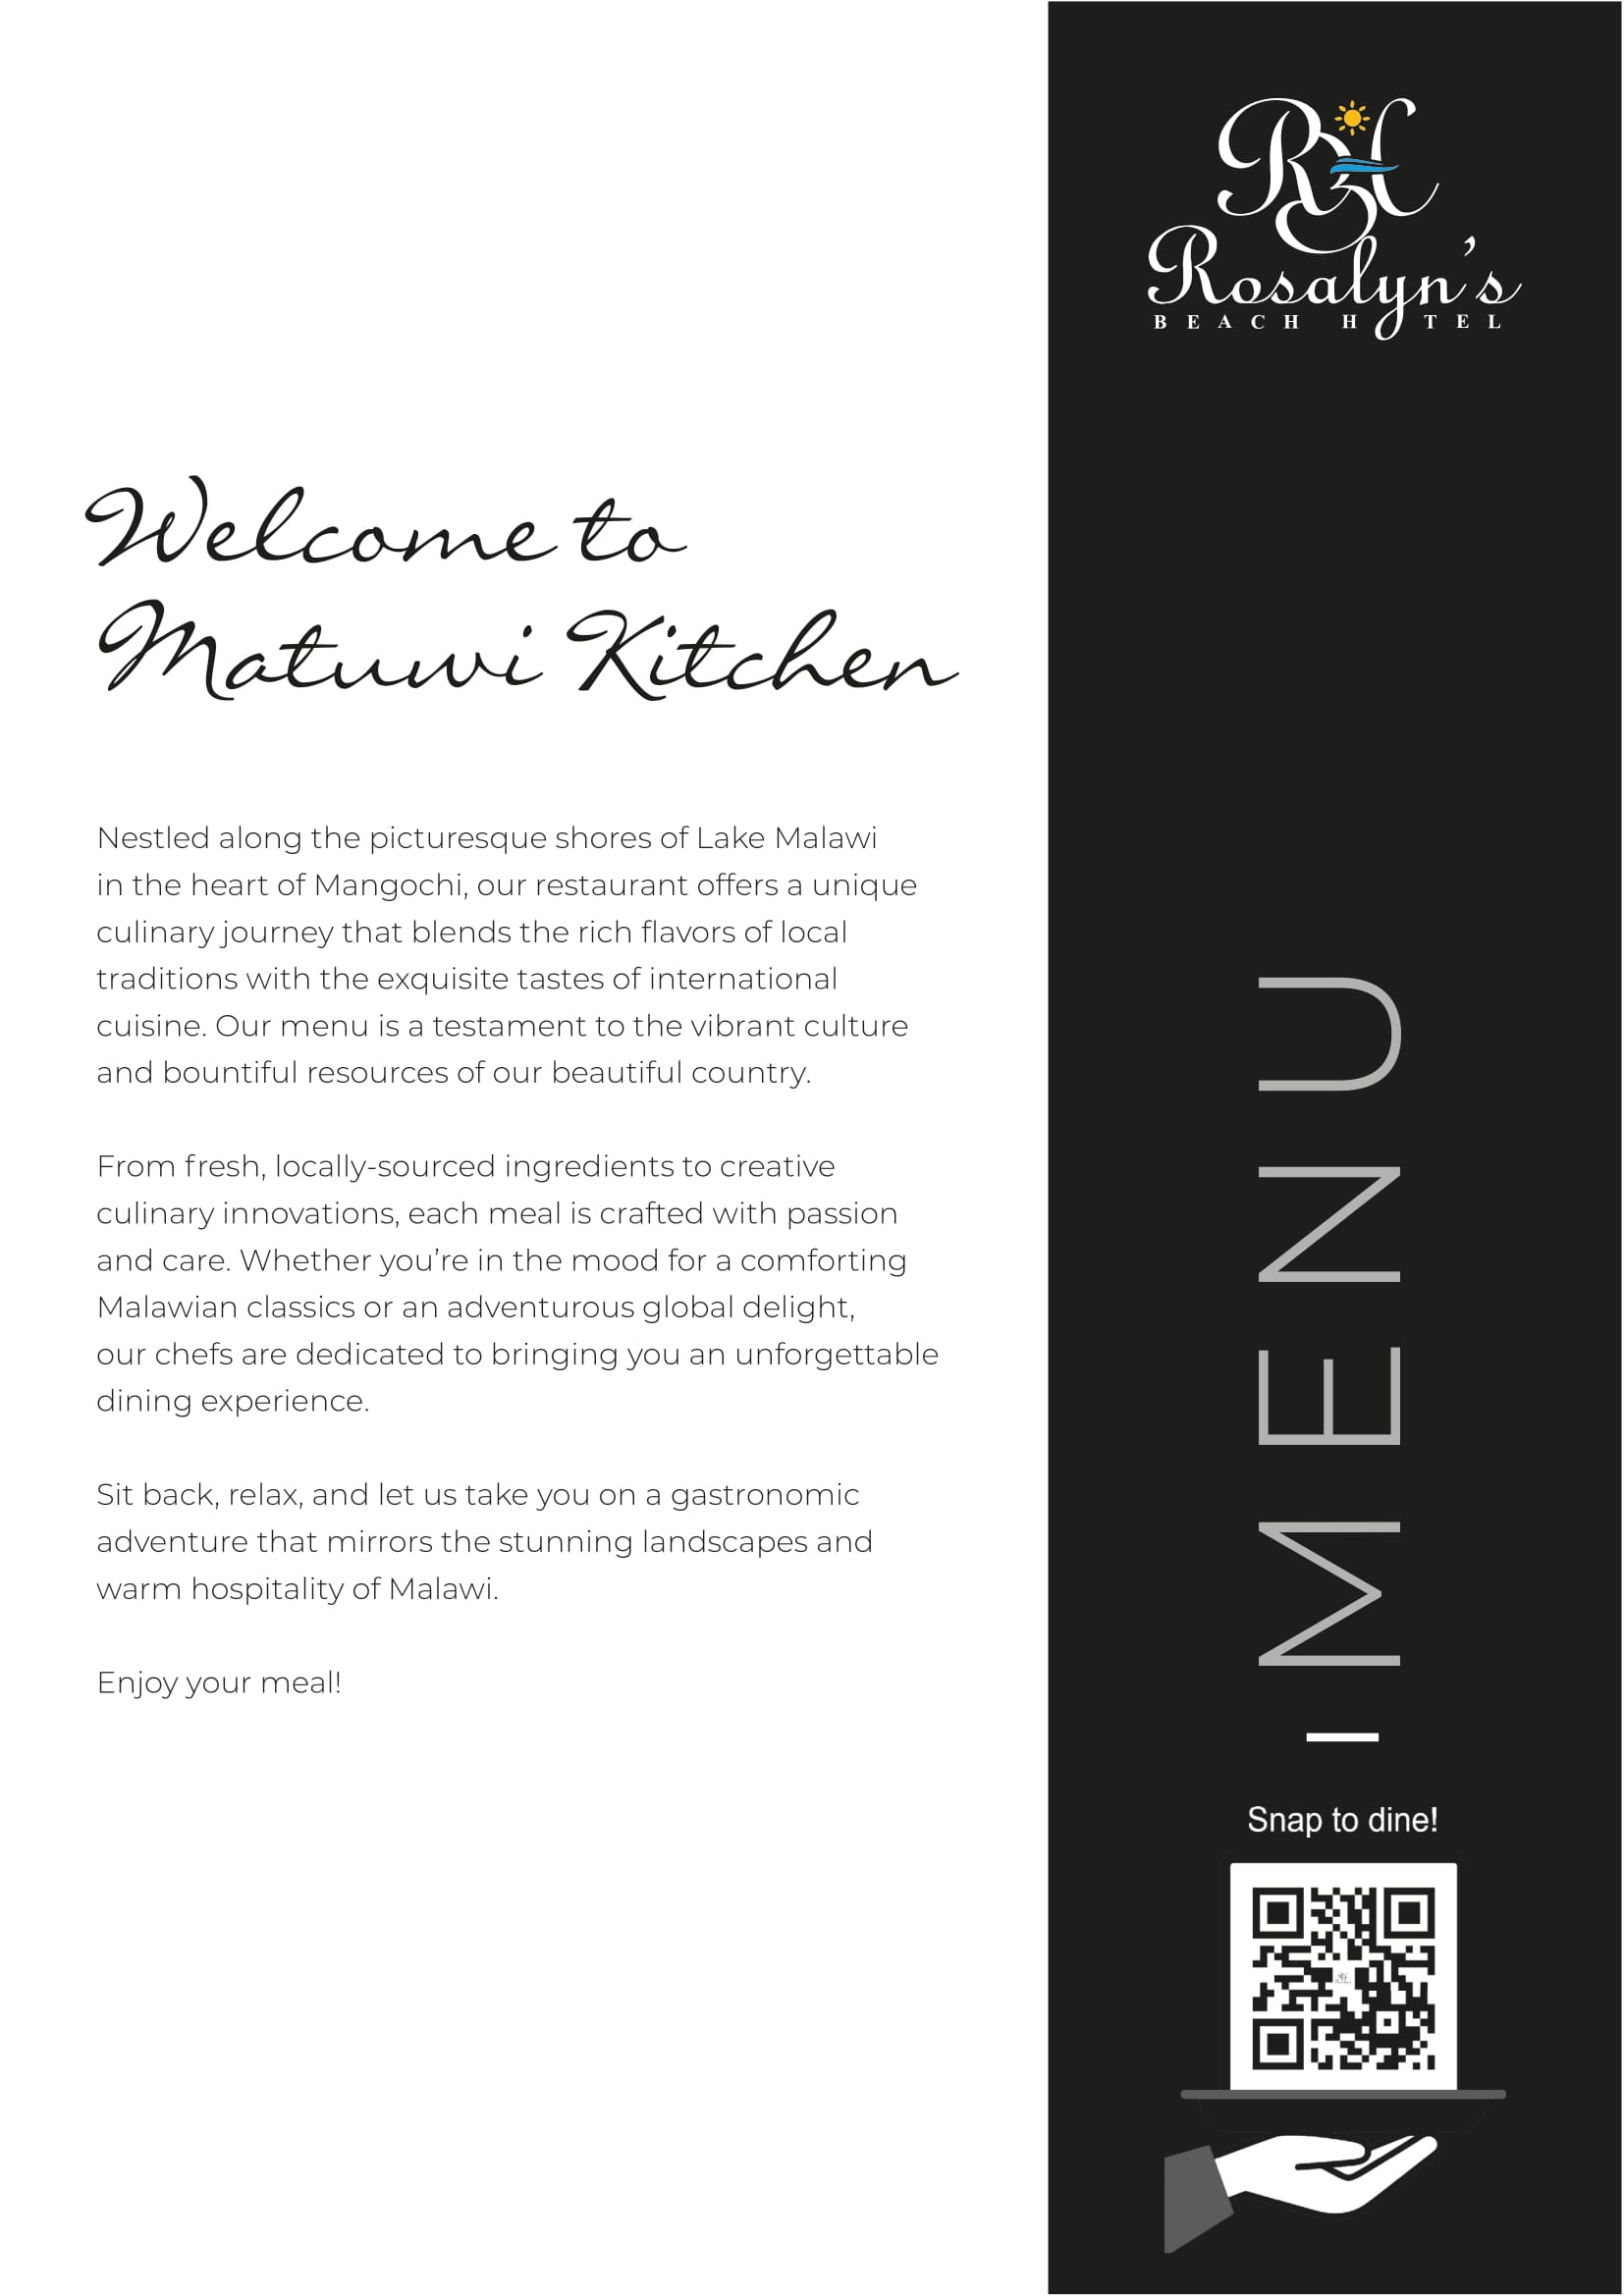 Rosalyn's
BEACH HOTEL
Welcome to
Matuwi Kitchen
Nestled along the picturesque shores of Lake Malawi
in the heart of Mangochi, our restaurant offers a unique
culinary journey that blends the rich flavors of local
traditions with the exquisite tastes of international
cuisine. Our menu is a testament to the vibrant culture
and bountiful resources of our beautiful country.
From fresh, locally-sourced ingredients to creative
culinary innovations, each meal is crafted with passion
and care. Whether you’re in the mood for a comforting
Malawian classics or an adventurous global delight,
our chefs are dedicated to bringing you an unforgettable
dining experience.
Sit back, relax, and let us take you on a gastronomic
adventure that mirrors the stunning landscapes and
warm hospitality of Malawi.
Enjoy your meal!
MENU
Snap to dine!